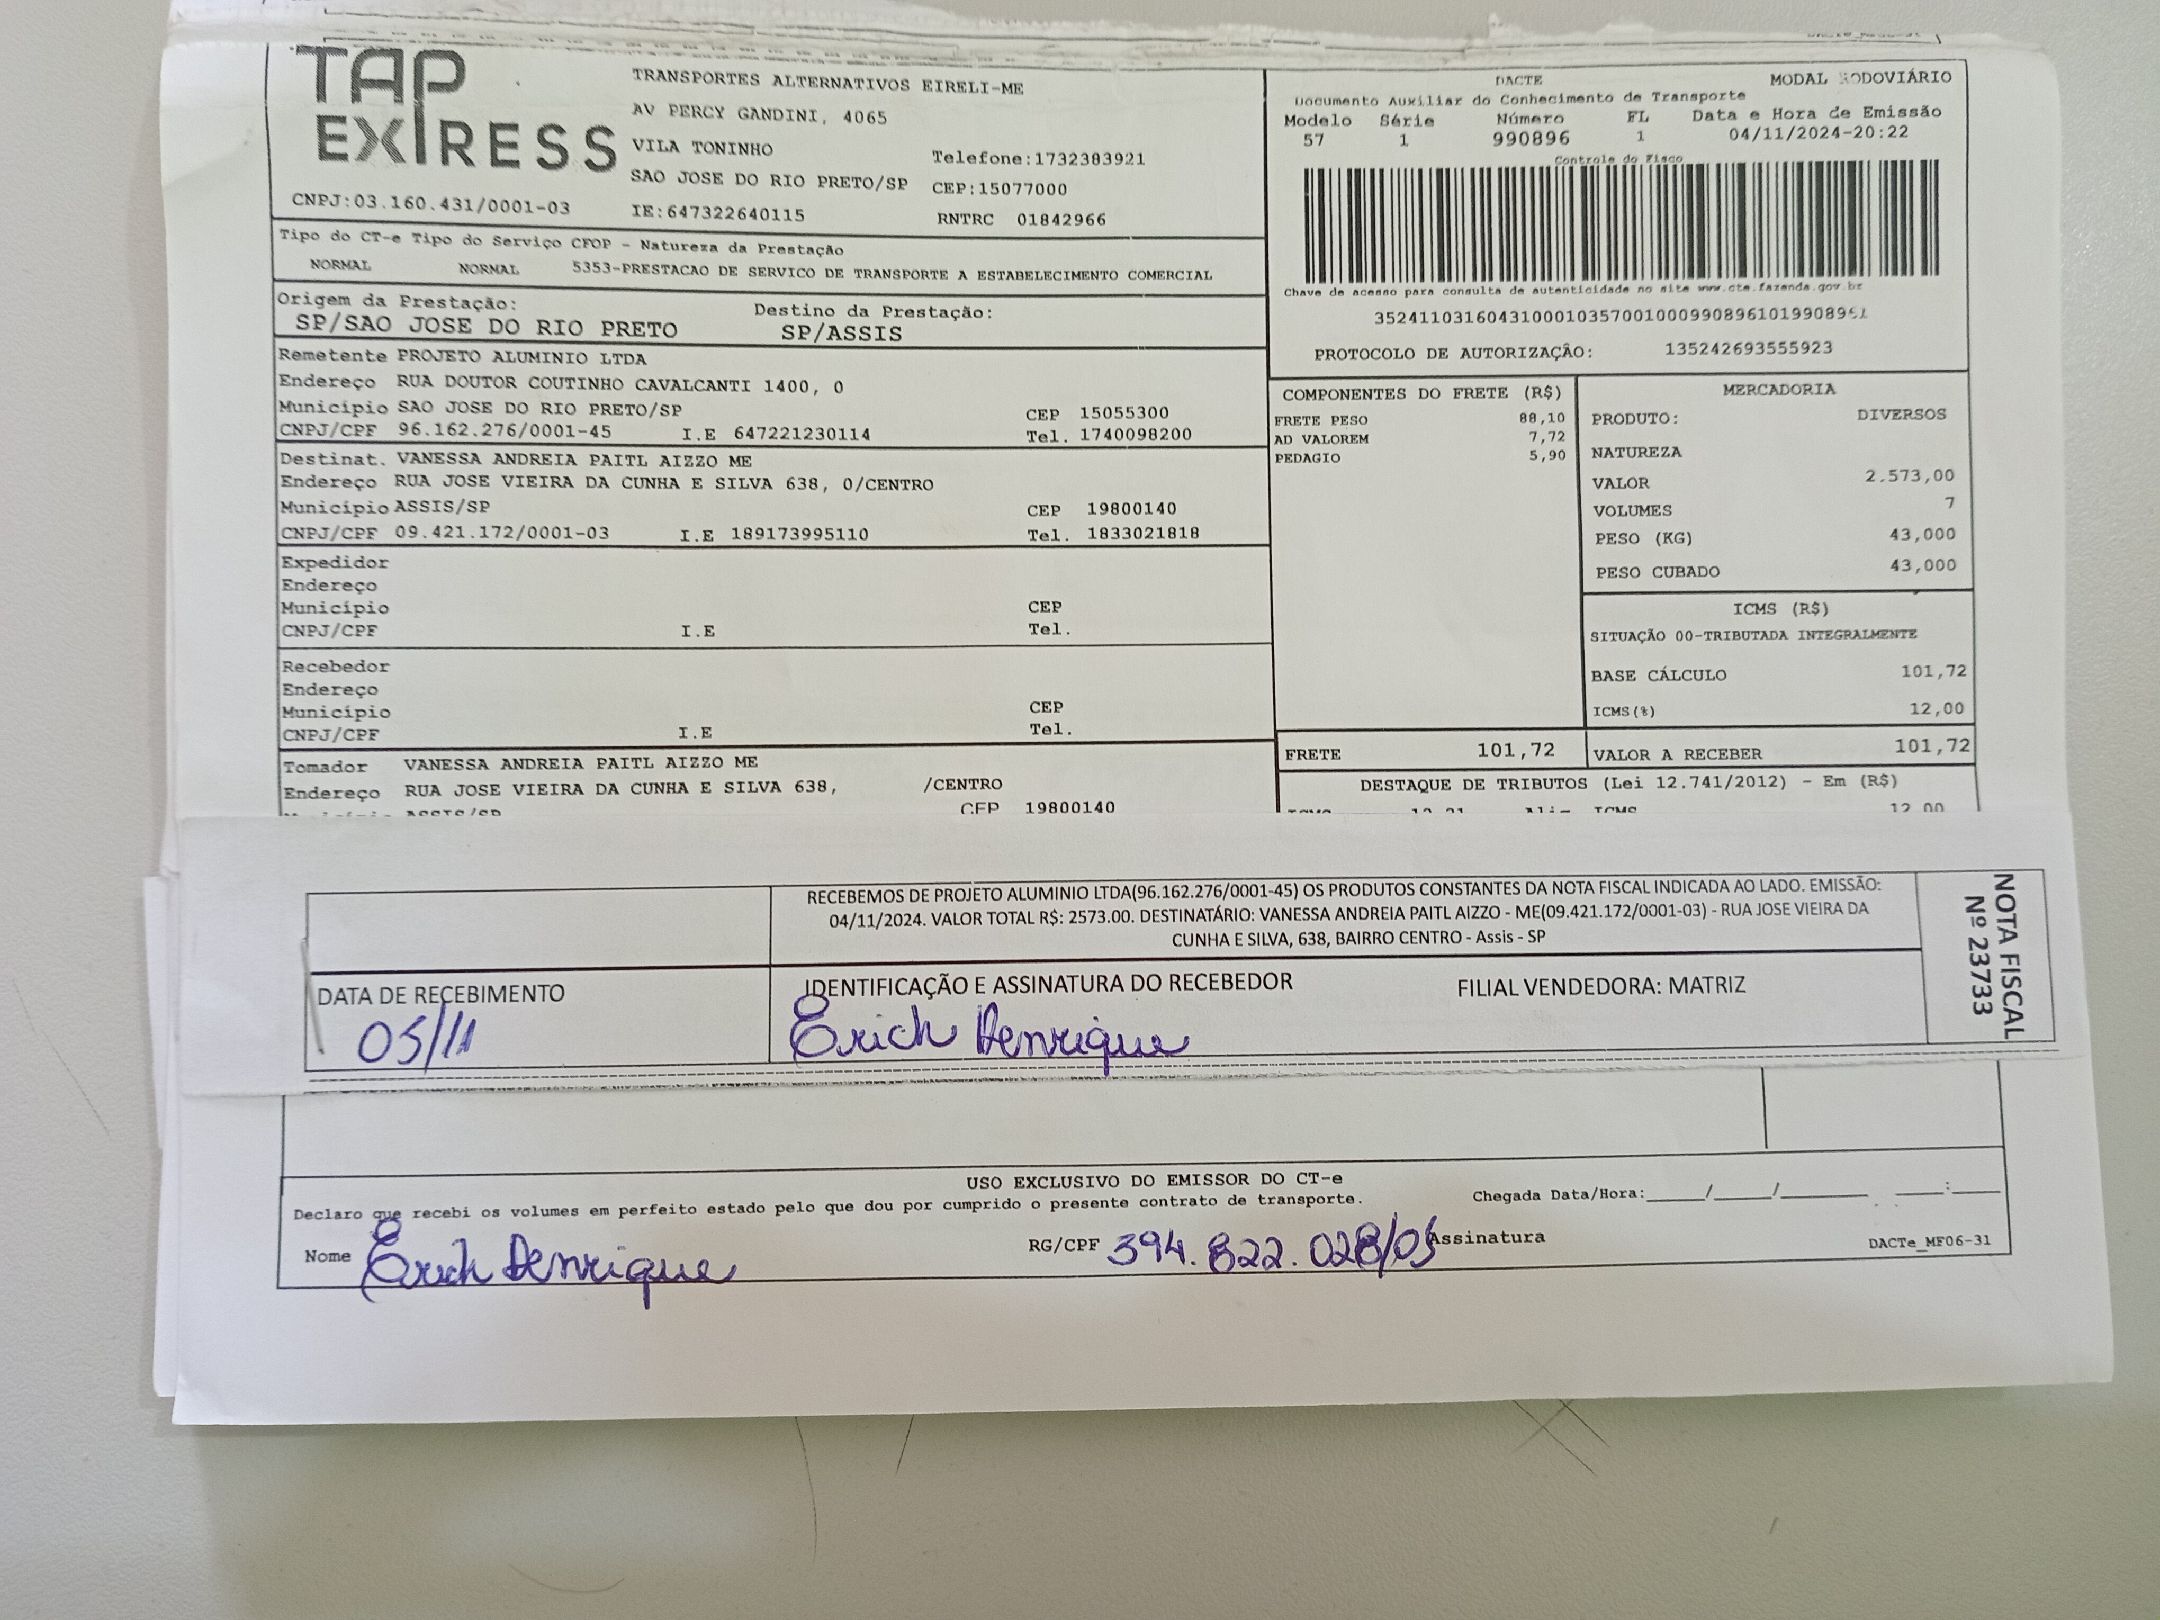 TAP EXPRESS
TRANSPORTES ALTERNATIVOS EIRELI-ME
AV PERCY GANDINI, 4065
VILA TONINHO
Telefone:1732383921
SAO JOSE DO RIO PRETO/SP CEP:15077000
CNPJ:03.160.431/0001-03 IE:647322640115 RNTRC 01842966
DACTE MODAL RODOVIÁRIO
Documento Auxiliar do Conhecimento de Transporte
Modelo Série Número FL Data e Hora de Emissão
57 1 990896 1 04/11/2024-20:22
Controle do Fisco
Chave de acesso para consulta de autenticidade no site www.cte.fazenda.gov.br
PROTOCOLO DE AUTORIZAÇÃO: 135242693555923
Tipo do CT-e Tipo do Serviço CFOP - Natureza da Prestação
NORMAL NORMAL 5353-PRESTACAO DE SERVICO DE TRANSPORTE A ESTABELECIMENTO COMERCIAL
Origem da Prestação: Destino da Prestação:
SP/SAO JOSE DO RIO PRETO SP/ASSIS
Remetente PROJETO ALUMINIO LTDA
Endereço RUA DOUTOR COUTINHO CAVALCANTI 1400, 0
Município SAO JOSE DO RIO PRETO/SP CEP 15055300
CNPJ/CPF 96.162.276/0001-45 I.E 647221230114 Tel. 1740098200
Destinat. VANESSA ANDREIA PAITL AIZZO ME
Endereço RUA JOSE VIEIRA DA CUNHA E SILVA 638, 0/CENTRO
Município ASSIS/SP CEP 19800140
CNPJ/CPF 09.421.172/0001-03 I.E 189173995110 Tel. 1833021818
Expedidor
Endereço
Município CEP
CNPJ/CPF I.E Tel.
Recebedor
Endereço
Município CEP
CNPJ/CPF I.E Tel.
Tomador VANESSA ANDREIA PAITL AIZZO ME
Endereço RUA JOSE VIEIRA DA CUNHA E SILVA 638, /CENTRO
ASSIS/SP CEP 19800140
COMPONENTES DO FRETE (R$)
FRETE PESO 88,10
AD VALOREM 7,72
PEDAGIO 5,90
MERCADORIA
PRODUTO: DIVERSOS
NATUREZA
VALOR 2.573,00
VOLUMES 7
PESO (KG) 43,000
PESO CUBADO 43,000
ICMS (R$)
SITUAÇÃO 00-TRIBUTADA INTEGRALMENTE
BASE CÁLCULO 101,72
ICMS(%) 12,00
FRETE 101,72 VALOR A RECEBER 101,72
DESTAQUE DE TRIBUTOS (Lei 12.741/2012) - Em (R$)
RECEBEMOS DE PROJETO ALUMINIO LTDA(96.162.276/0001-45) OS PRODUTOS CONSTANTES DA NOTA FISCAL INDICADA AO LADO. EMISSÃO:
04/11/2024. VALOR TOTAL R$: 2573.00. DESTINATÁRIO: VANESSA ANDREIA PAITL AIZZO - ME(09.421.172/0001-03) - RUA JOSE VIEIRA DA
CUNHA E SILVA, 638, BAIRRO CENTRO - Assis - SP
NOTA FISCAL
Nº 23733
DATA DE RECEBIMENTO IDENTIFICAÇÃO E ASSINATURA DO RECEBEDOR FILIAL VENDEDORA: MATRIZ
05/11 Erich Henrique
USO EXCLUSIVO DO EMISSOR DO CT-e
Declaro que recebi os volumes em perfeito estado pelo que dou por cumprido o presente contrato de transporte. Chegada Data/Hora:____/____/______ ____:____
Nome Erich Henrique RG/CPF 394.822.028/05 Assinatura DACTe_MF06-31